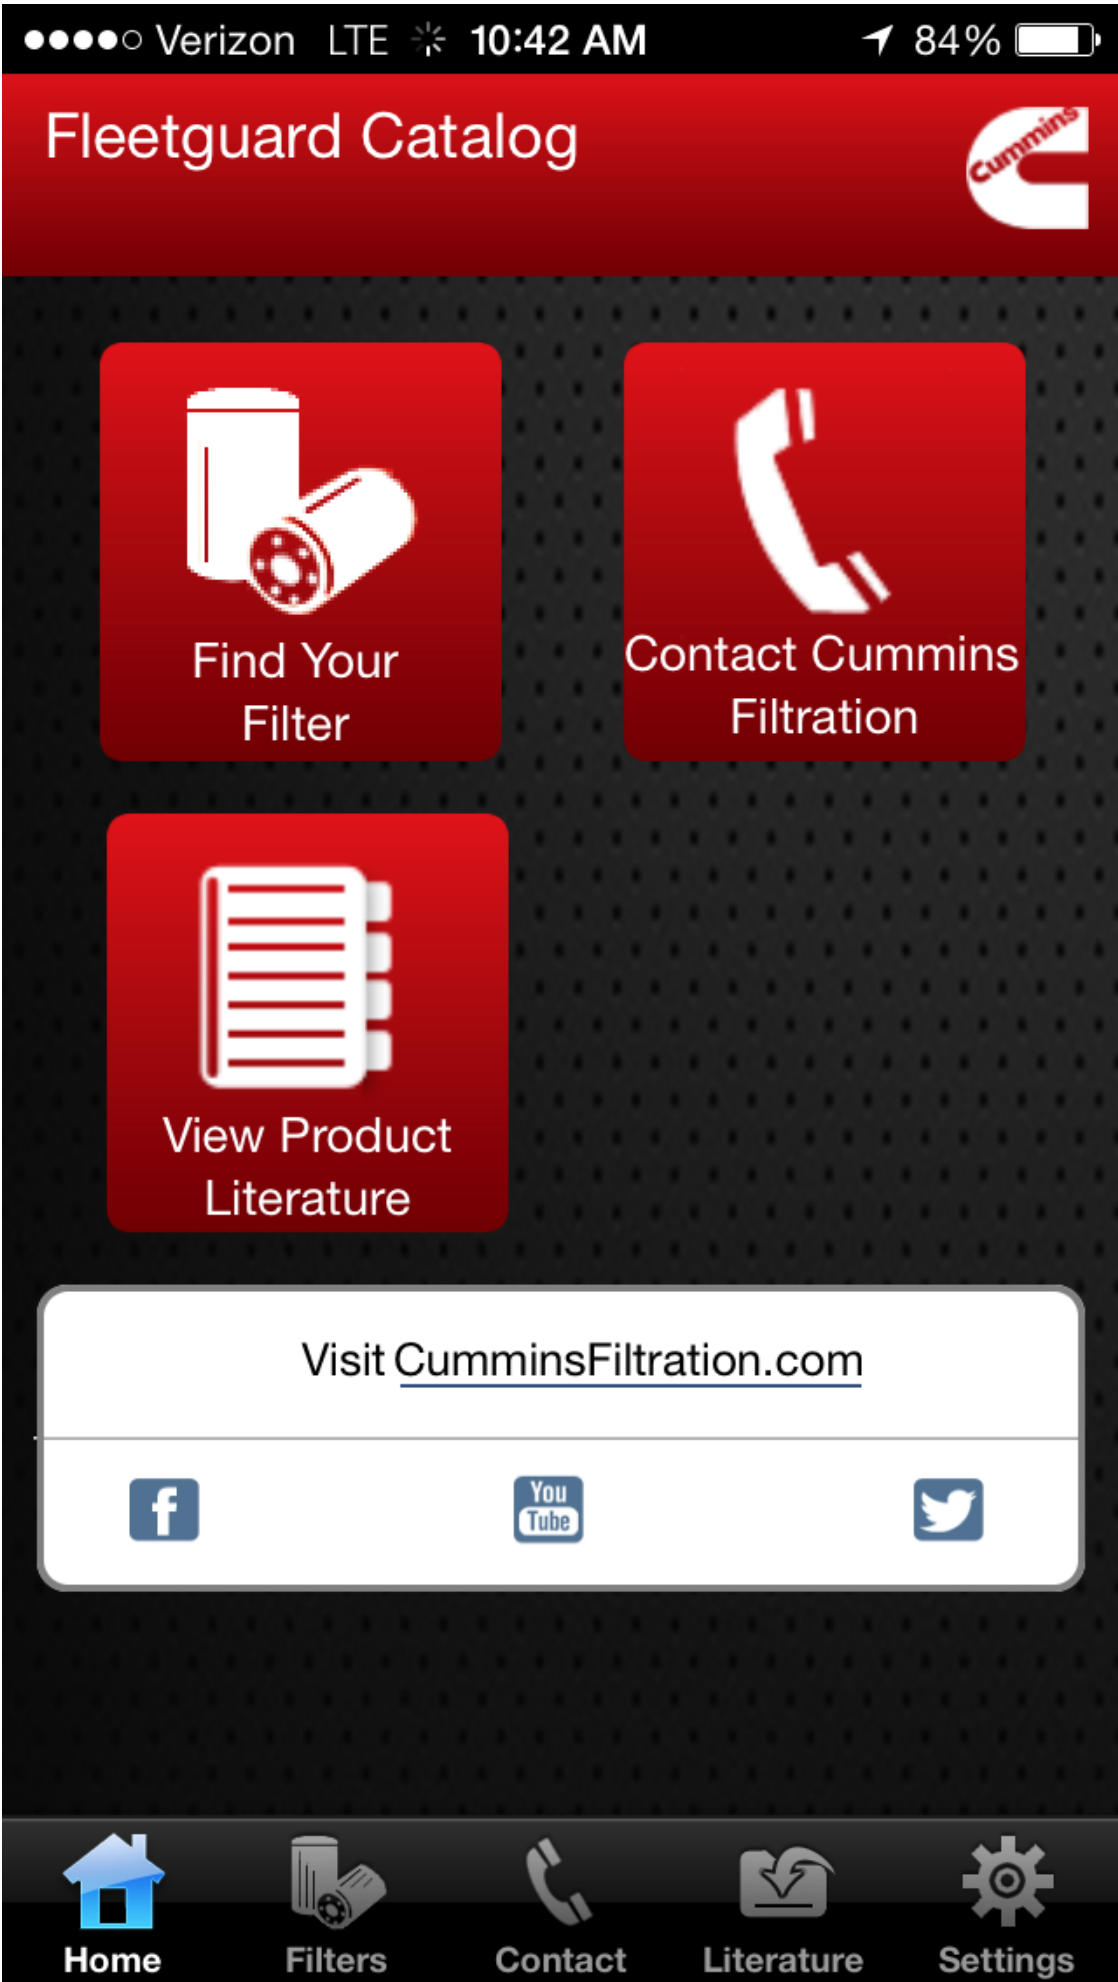 Verizon LTE 10:42 AM 84%
Fleetguard Catalog
Cummins
Find Your
Filter
Contact Cummins
Filtration
View Product
Literature
Visit CumminsFiltration.com
f You
Tube
Home Filters Contact Literature Settings